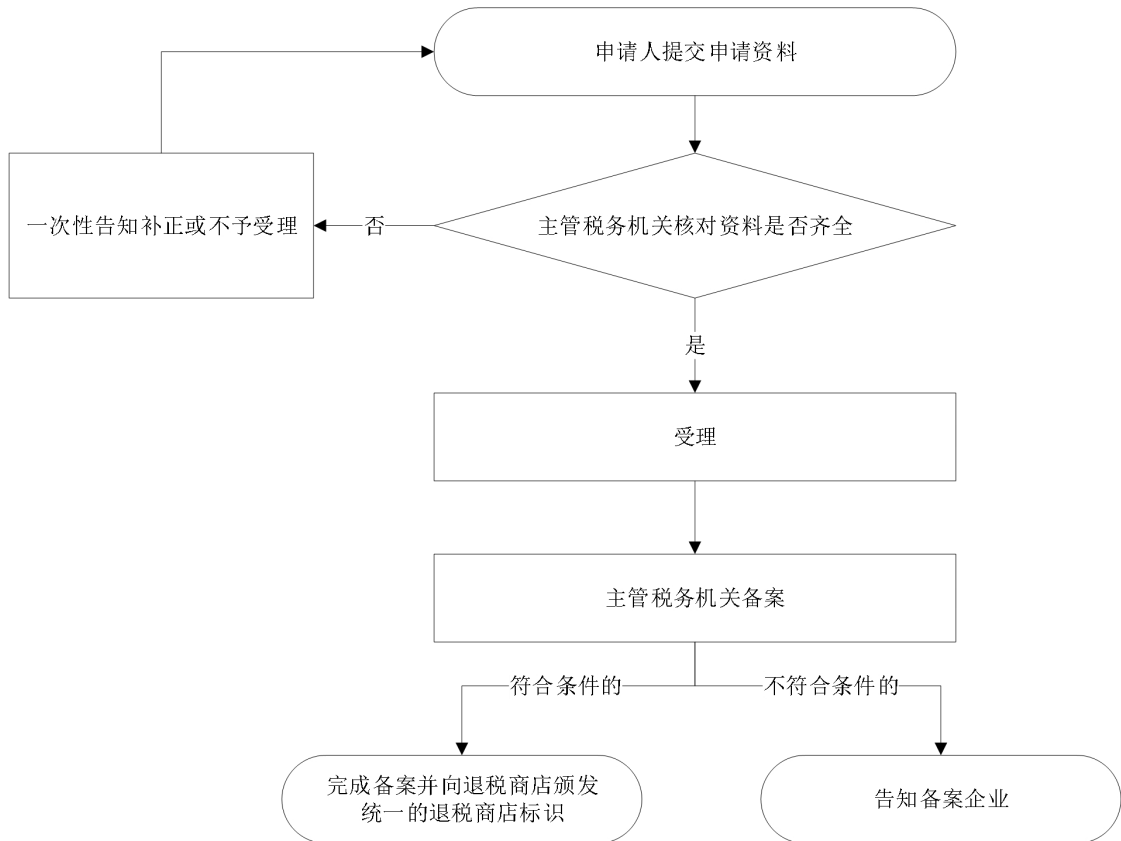 申请人提交申请资料
一次性告知补正或不予受理
否
主管税务机关核对资料是否齐全
是
受理
主管税务机关备案
符合条件的
不符合条件的
完成备案并向退税商店颁发
统一的退税商店标识
告知备案企业